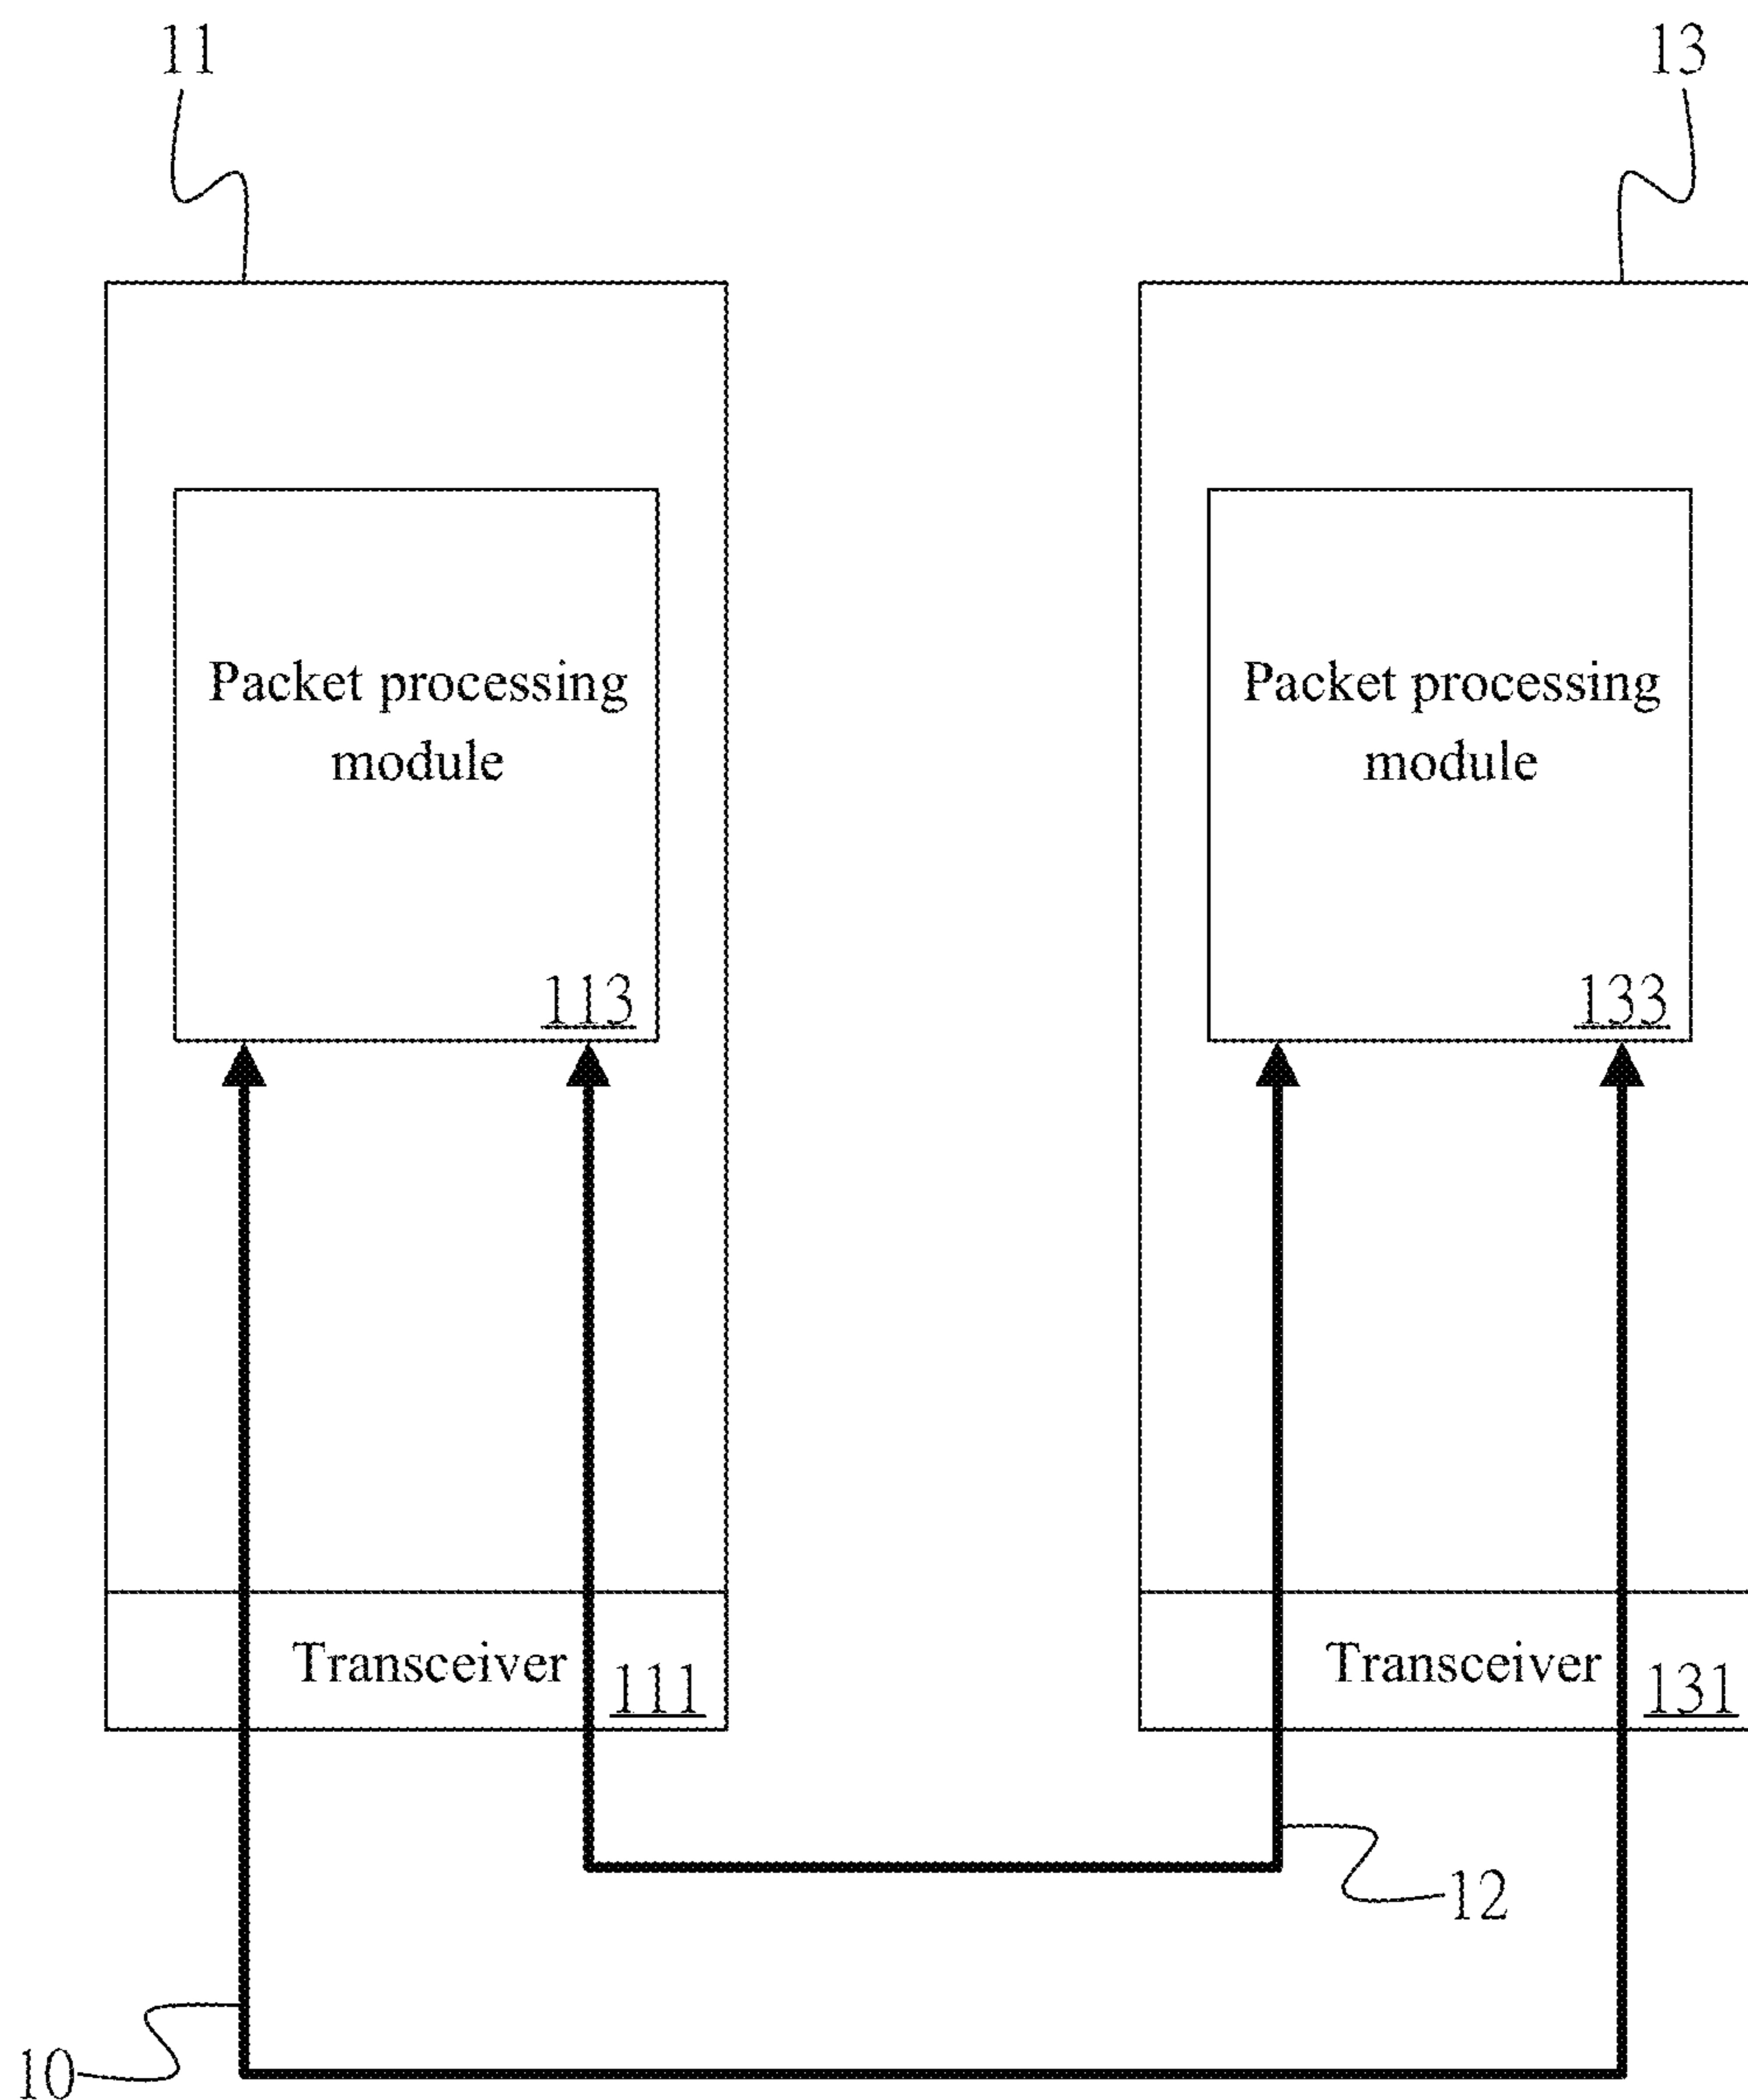 11
13
Packet processing
module
113
Packet processing
module
133
Transceiver
111
Transceiver
131
12
10